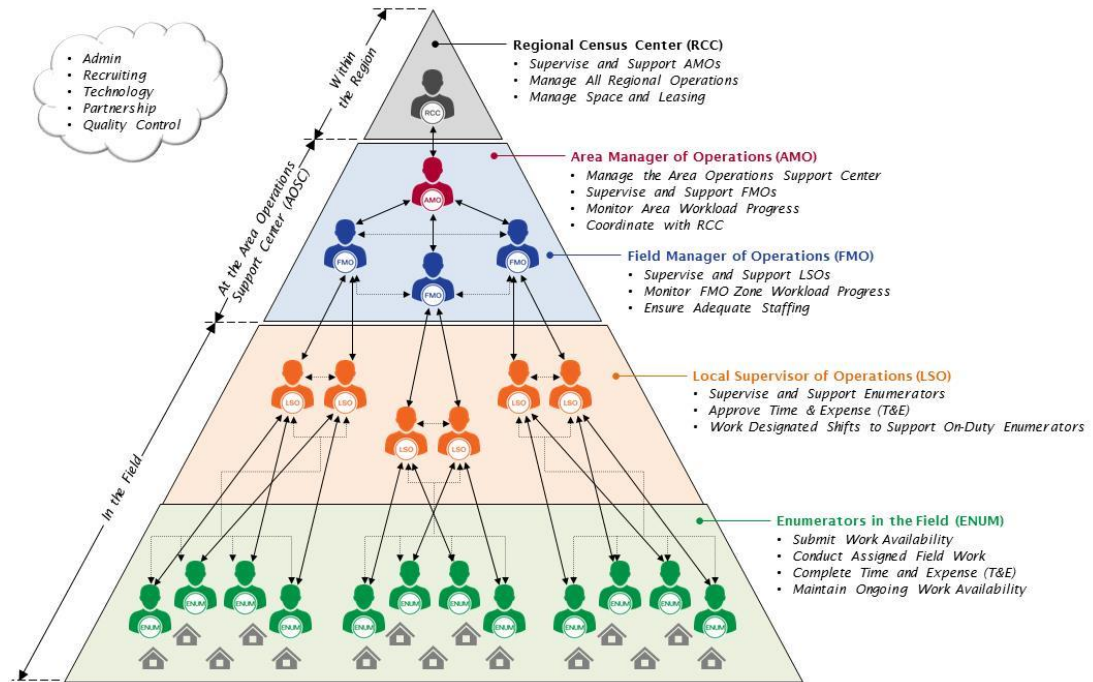 Admin
Recruiting
Technology
Partnership
Quality Control
Within
the Region
Regional Census Center (RCC)
Supervise and Support AMOs
Manage All Regional Operations
Manage Space and Leasing
RCC
At the Area Operations
Support Center (AOSC)
Area Manager of Operations (AMO)
Manage the Area Operations Support Center
Supervise and Support FMOs
Monitor Area Workload Progress
Coordinate with RCC
AMO
Field Manager of Operations (FMO)
Supervise and Support LSOs
Monitor FMO Zone Workload Progress
Ensure Adequate Staffing
FMO
FMO
FMO
In the Field
Local Supervisor of Operations (LSO)
Supervise and Support Enumerators
Approve Time & Expense (T&E)
Work Designated Shifts to Support On-Duty Enumerators
LSO
LSO
LSO
LSO
LSO
LSO
Enumerators in the Field (ENUM)
Submit Work Availability
Conduct Assigned Field Work
Complete Time and Expense (T&E)
Maintain Ongoing Work Availability
ENUM
ENUM
ENUM
ENUM
ENUM
ENUM
ENUM
ENUM
ENUM
ENUM
ENUM
ENUM